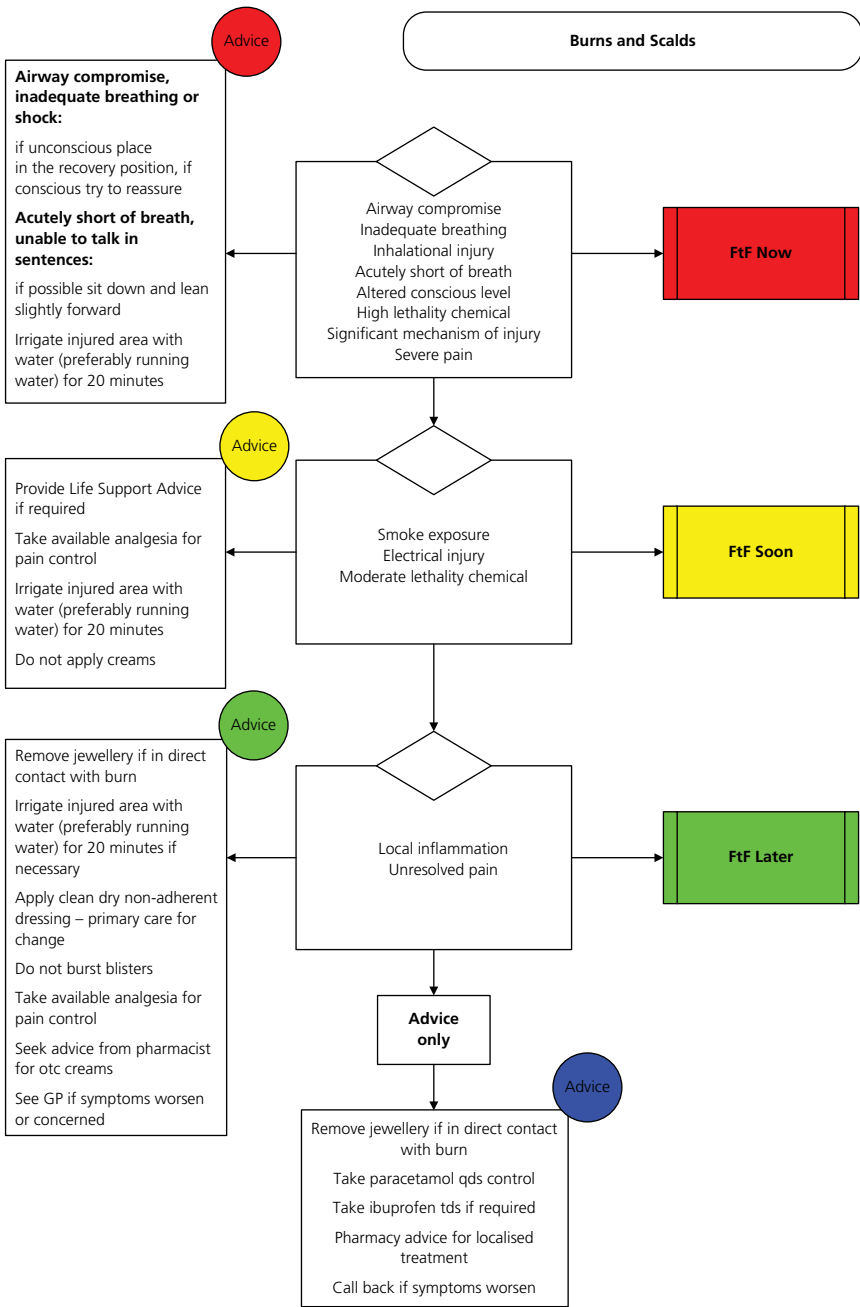 Burns and Scalds
Advice
Airway compromise,
inadequate breathing or
shock:
if unconscious place
in the recovery position, if
conscious try to reassure
Acutely short of breath,
unable to talk in
sentences:
if possible sit down and lean
slightly forward
Irrigate injured area with
water (preferably running
water) for 20 minutes
Airway compromise
Inadequate breathing
Inhalational injury
Acutely short of breath
Altered conscious level
High lethality chemical
Significant mechanism of injury
Severe pain
FtF Now
Advice
Provide Life Support Advice
if required
Take available analgesia for
pain control
Irrigate injured area with
water (preferably running
water) for 20 minutes
Do not apply creams
Smoke exposure
Electrical injury
Moderate lethality chemical
FtF Soon
Advice
Remove jewellery if in direct
contact with burn
Irrigate injured area with
water (preferably running
water) for 20 minutes if
necessary
Apply clean dry non-adherent
dressing – primary care for
change
Do not burst blisters
Take available analgesia for
pain control
Seek advice from pharmacist
for otc creams
See GP if symptoms worsen
or concerned
Local inflammation
Unresolved pain
FtF Later
Advice
only
Advice
Remove jewellery if in direct contact
with burn
Take paracetamol qds control
Take ibuprofen tds if required
Pharmacy advice for localised
treatment
Call back if symptoms worsen